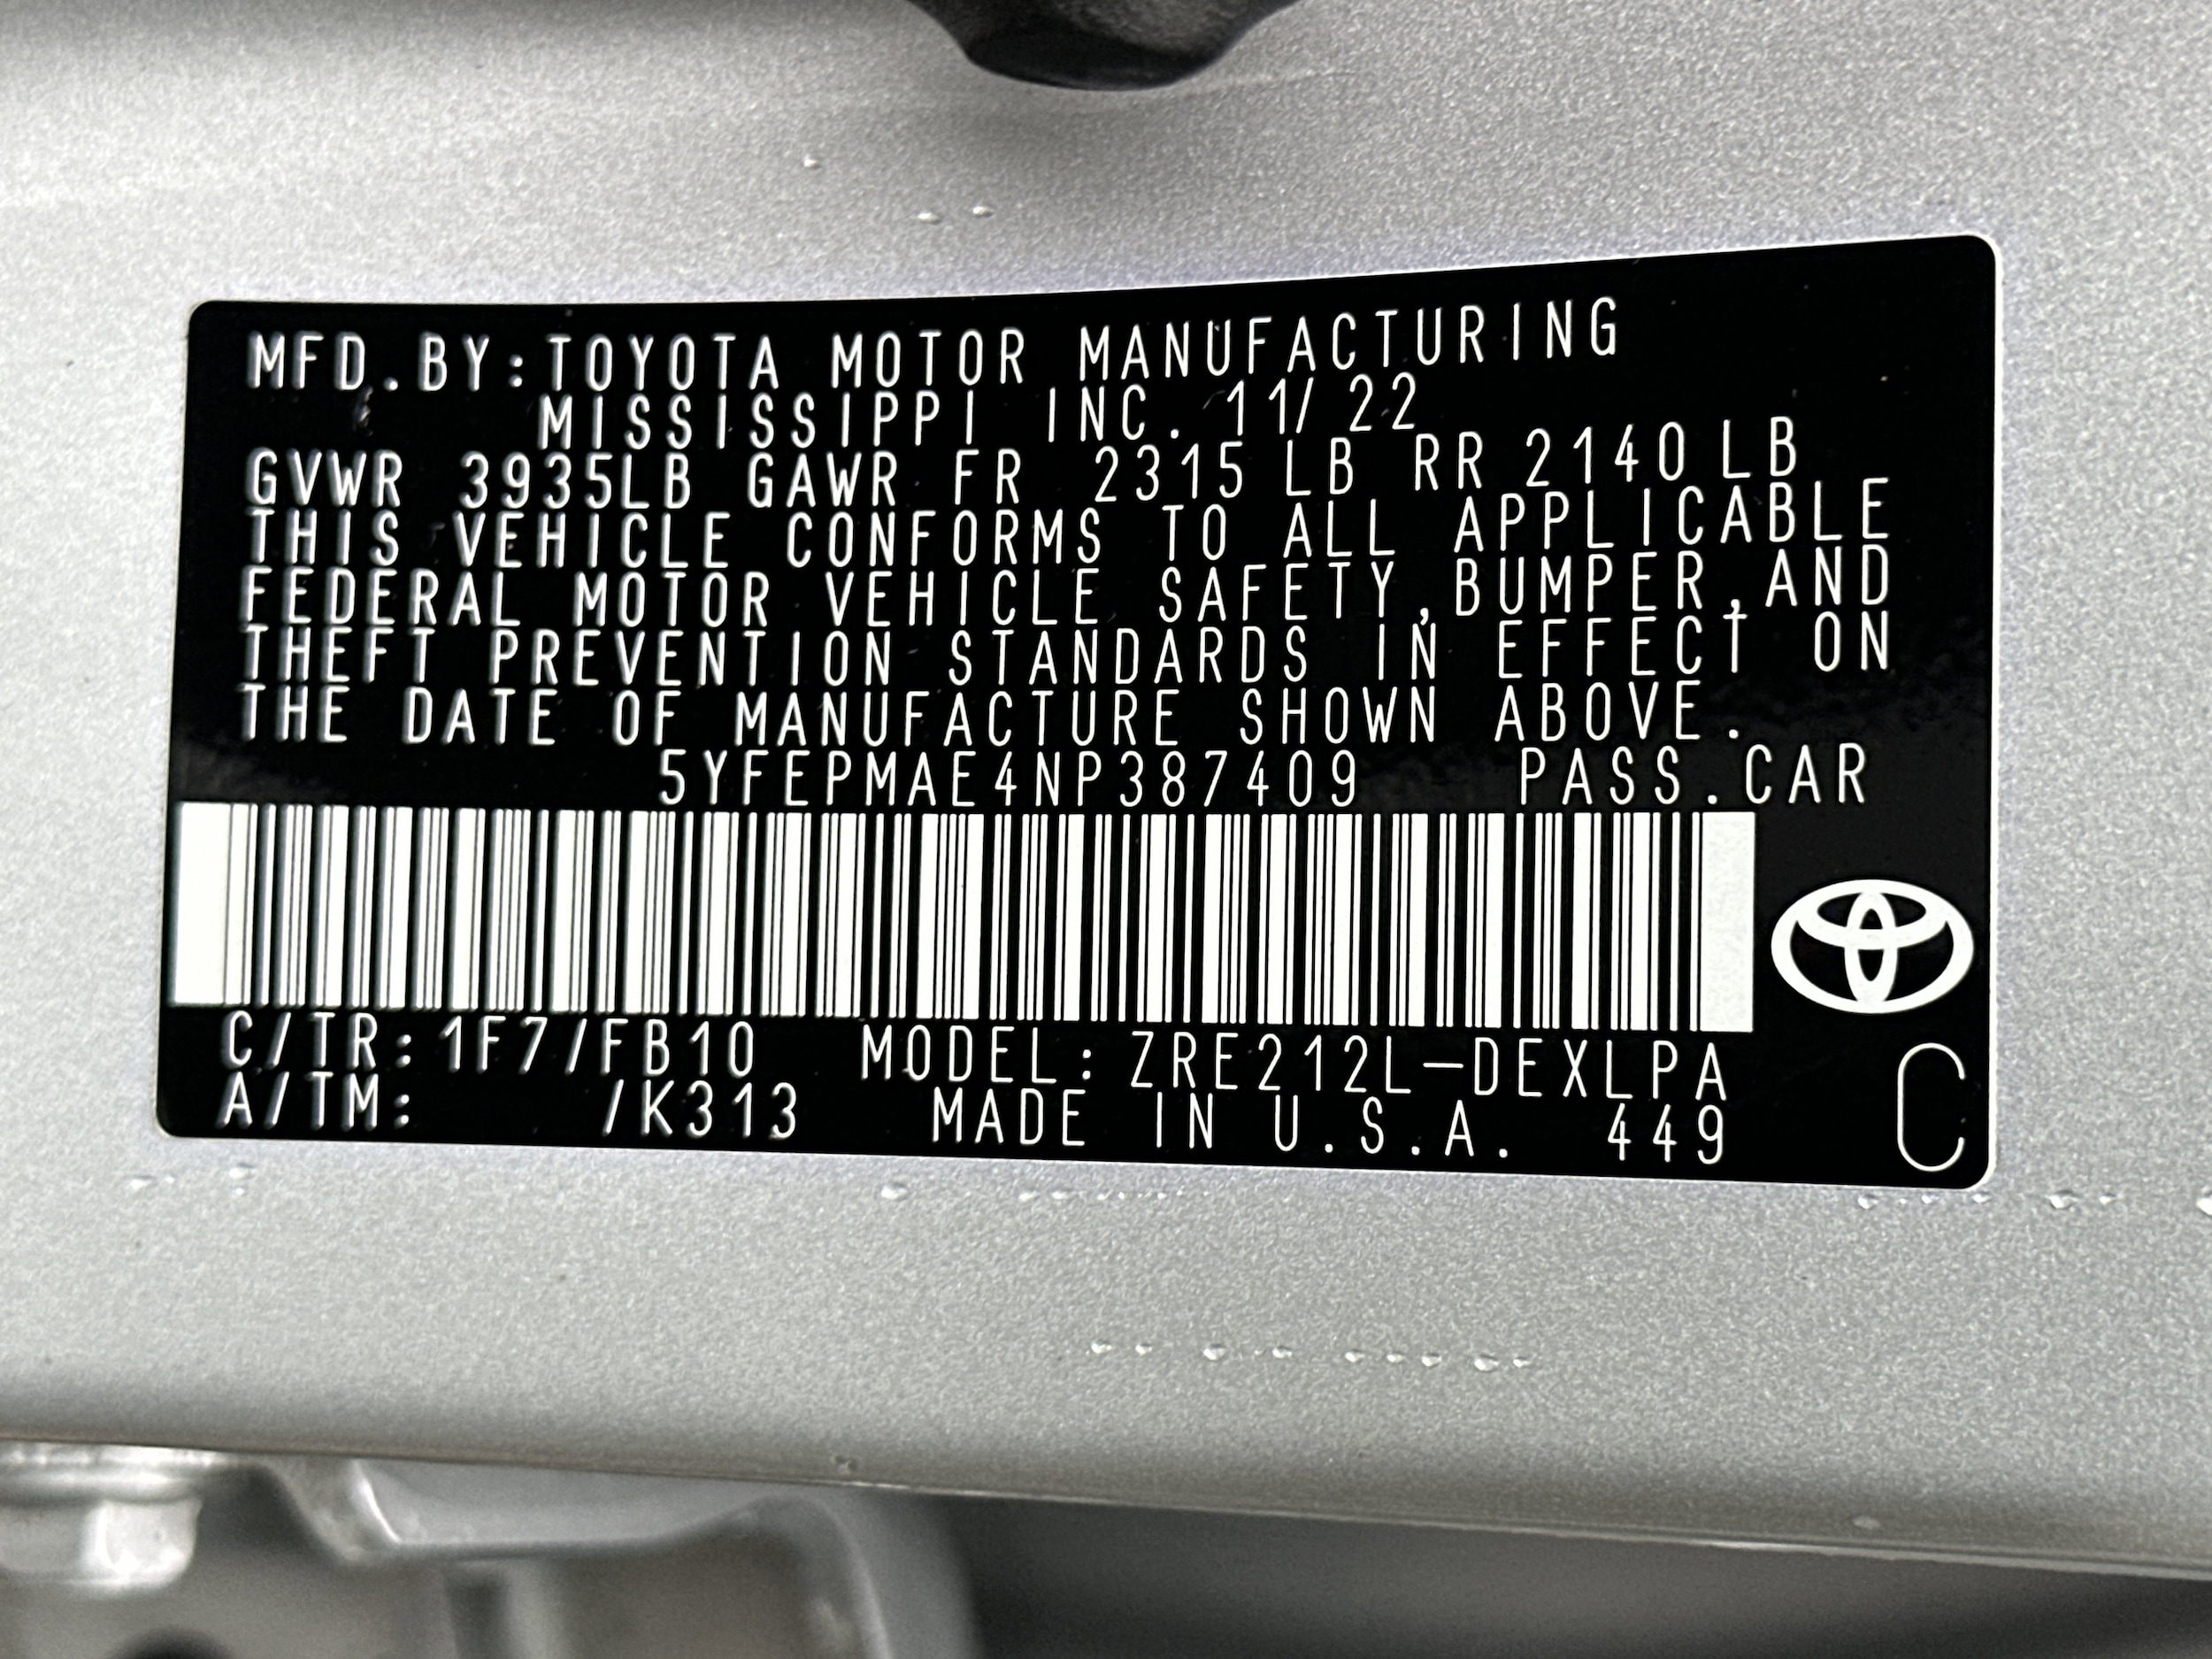 MFD.BY:TOYOTA MOTOR MANUFACTURING
MISSISSIPPI INC. 11/22
GVWR 3935LB GAWR FR 2315 LB RR 2140 LB
THIS VEHICLE CONFORMS TO ALL APPLICABLE
FEDERAL MOTOR VEHICLE SAFETY,BUMPER,AND
THEFT PREVENTION STANDARDS IN EFFECT ON
THE DATE OF MANUFACTURE SHOWN ABOVE.
5YFEPMAE4NP387409 PASS.CAR
C/TR:1F7/FB10 MODEL:ZRE212L-DEXLPA
A/TM: /K313 MADE IN U.S.A. 449
C